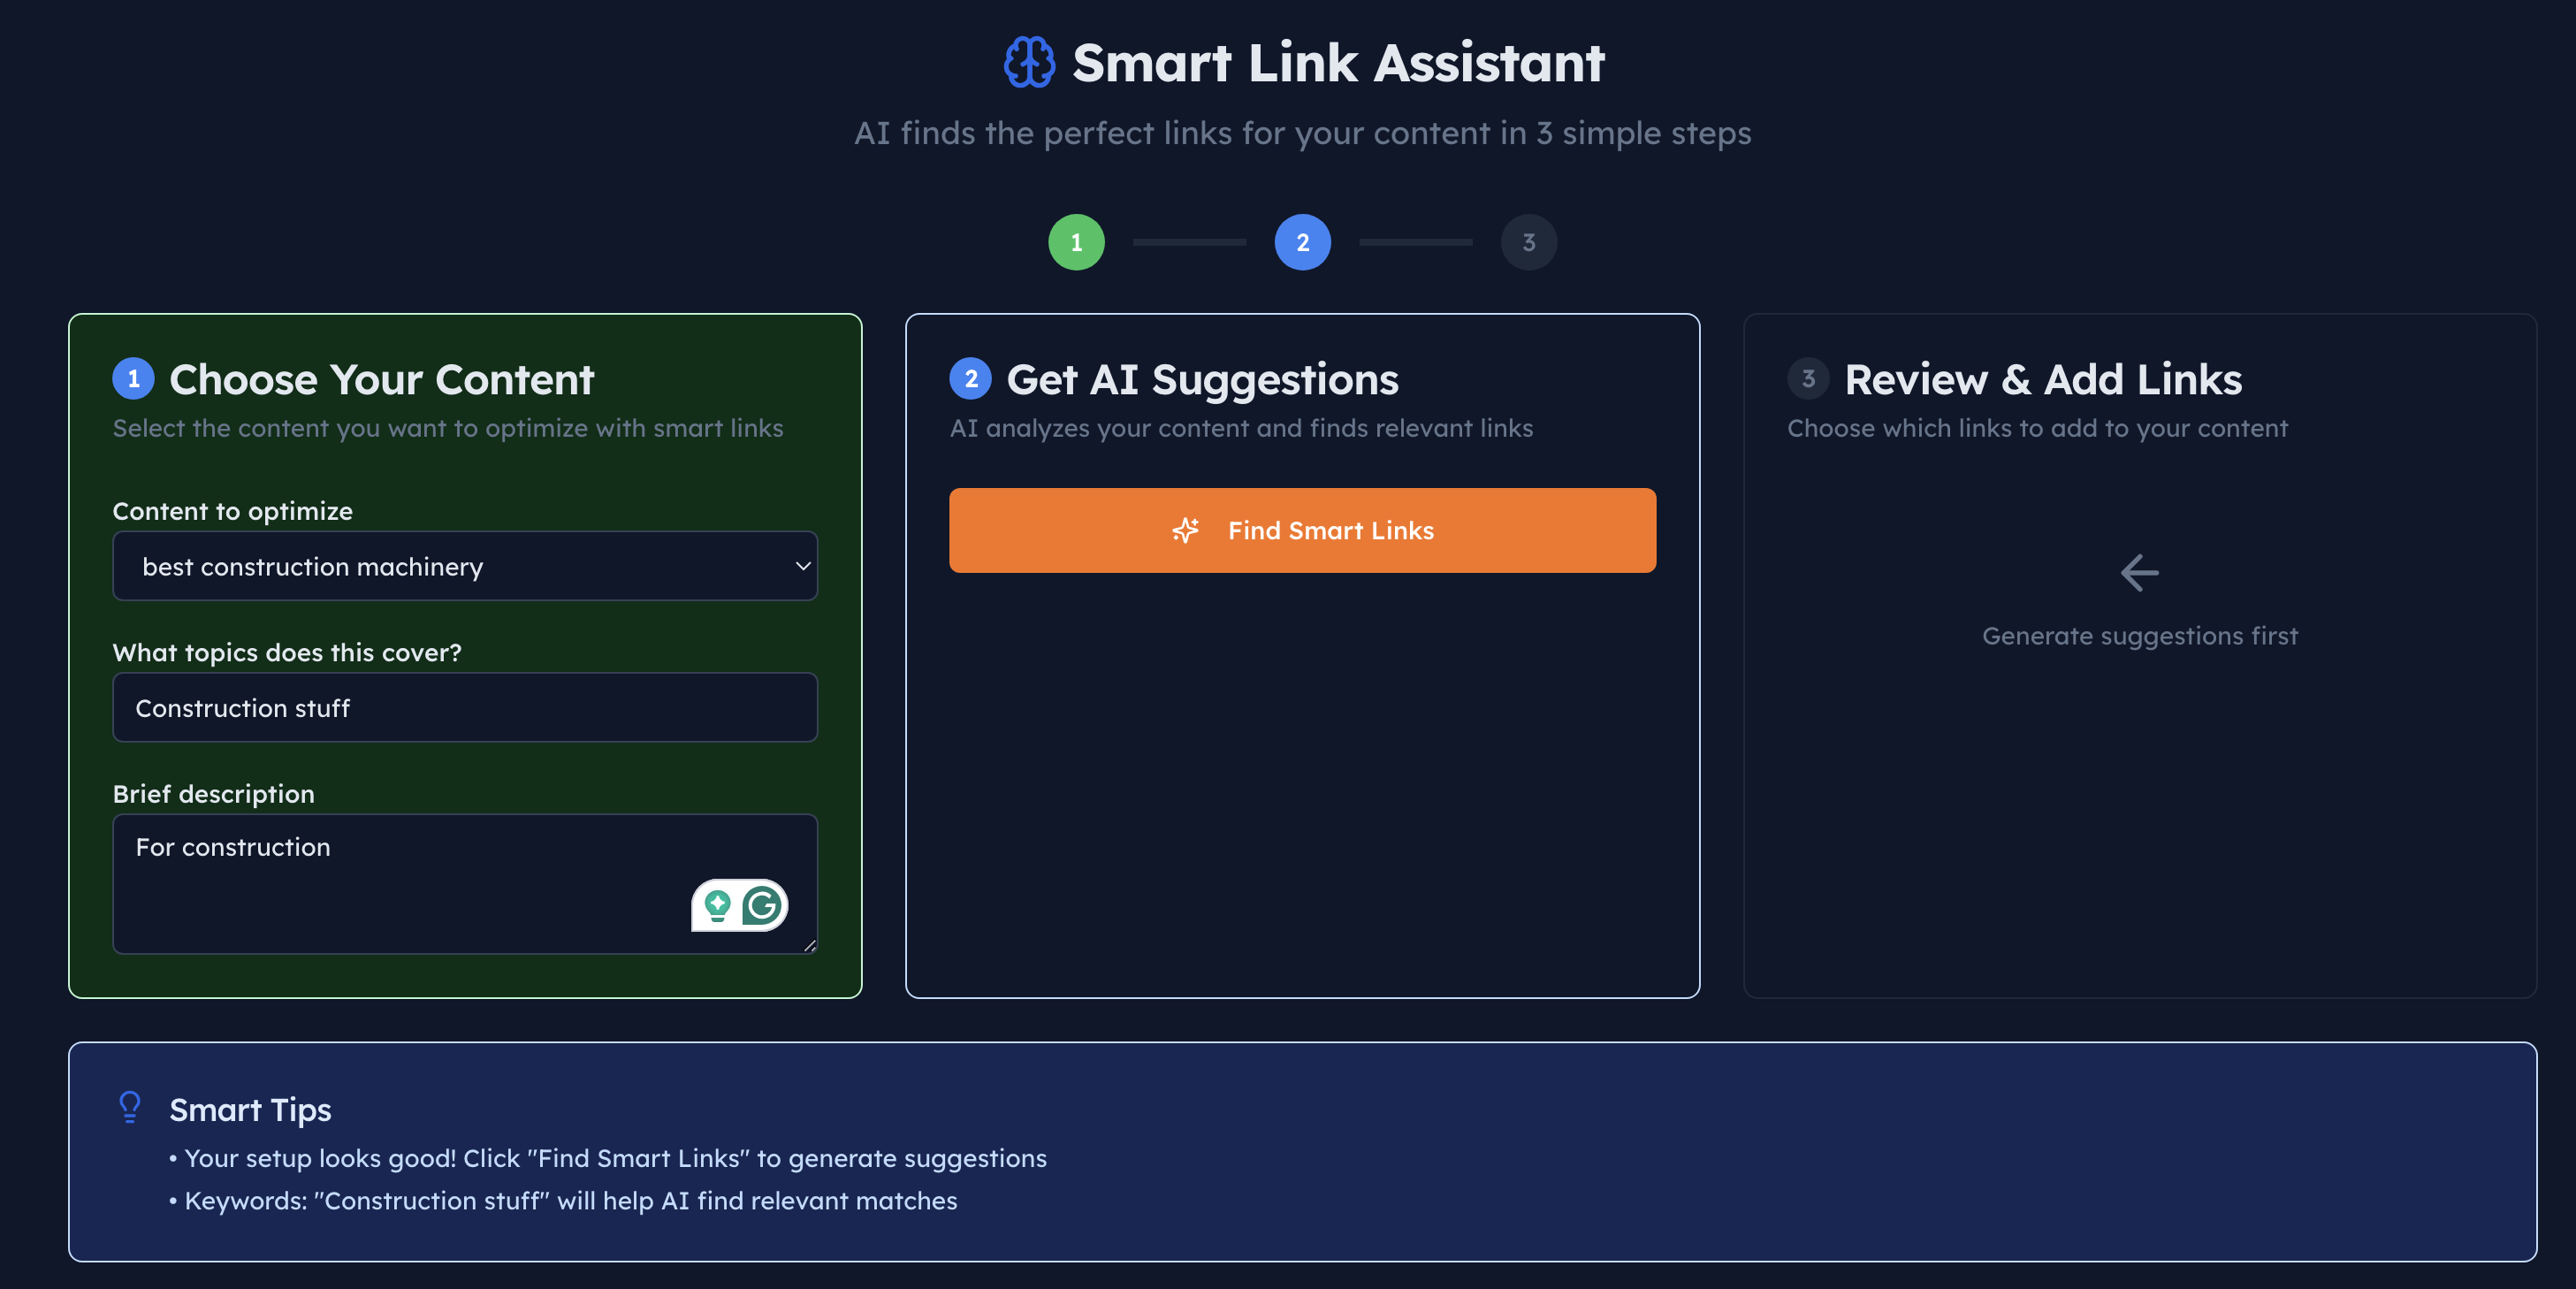 Smart Link Assistant
AI finds the perfect links for your content in 3 simple steps
1
2
3
1 Choose Your Content
Select the content you want to optimize with smart links
Content to optimize
best construction machinery
What topics does this cover?
Construction stuff
Brief description
For construction
G
2 Get AI Suggestions
AI analyzes your content and finds relevant links
Find Smart Links
3 Review & Add Links
Choose which links to add to your content
Generate suggestions first
Smart Tips
• Your setup looks good! Click "Find Smart Links" to generate suggestions
• Keywords: "Construction stuff" will help AI find relevant matches